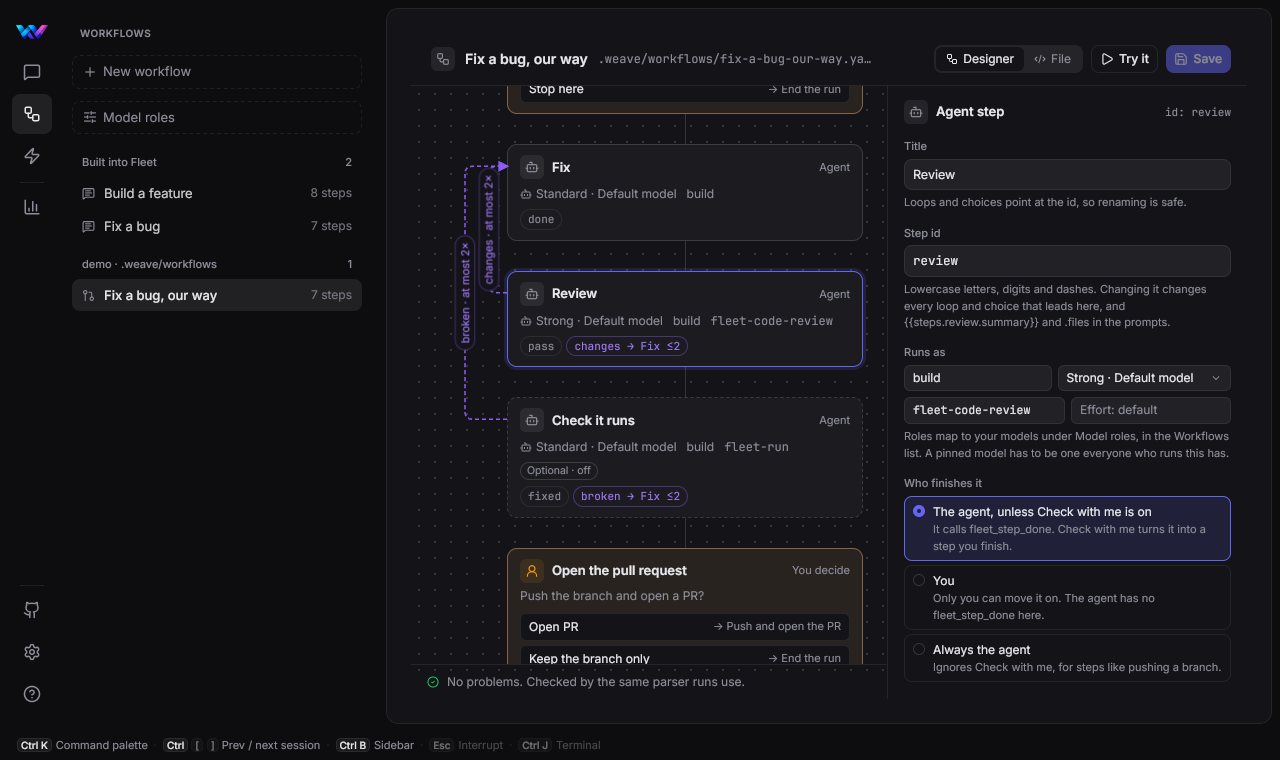 WORKFLOWS
New workflow
Model roles
Built into Fleet 2
Build a feature 8 steps
Fix a bug 7 steps
demo · .weave/workflows 1
Fix a bug, our way 7 steps
Fix a bug, our way .weave/workflows/fix-a-bug-our-way.ya…
Designer File Try it Save
Stop here → End the run
Fix Agent
Standard · Default model build
done
changes · at most 2×
broken · at most 2×
Review Agent
Strong · Default model build fleet-code-review
pass changes → Fix ≤2
Check it runs Agent
Standard · Default model build fleet-run
Optional · off
fixed broken → Fix ≤2
Open the pull request You decide
Push the branch and open a PR?
Open PR → Push and open the PR
Keep the branch only → End the run
No problems. Checked by the same parser runs use.
Agent step id: review
Title
Review
Loops and choices point at the id, so renaming is safe.
Step id
review
Lowercase letters, digits and dashes. Changing it changes
every loop and choice that leads here, and
{{steps.review.summary}} and .files in the prompts.
Runs as
build Strong · Default model
fleet-code-review Effort: default
Roles map to your models under Model roles, in the Workflows
list. A pinned model has to be one everyone who runs this has.
Who finishes it
The agent, unless Check with me is on
It calls fleet_step_done. Check with me turns it into a
step you finish.
You
Only you can move it on. The agent has no
fleet_step_done here.
Always the agent
Ignores Check with me, for steps like pushing a branch.
Ctrl K Command palette · Ctrl [ ] Prev / next session · Ctrl B Sidebar · Esc Interrupt · Ctrl J Terminal